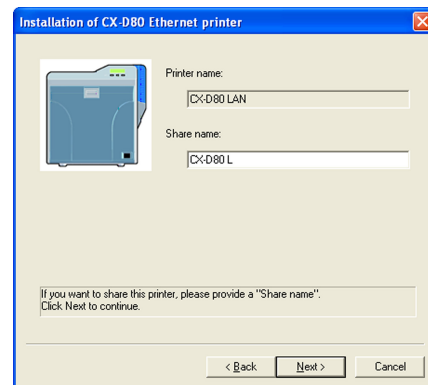 Installation of CX-D80 Ethernet printer
Printer name:
CX-D80 LAN
Share name:
CX-D80 L
If you want to share this printer, please provide a "Share name".
Click Next to continue.
< Back
Next >
Cancel